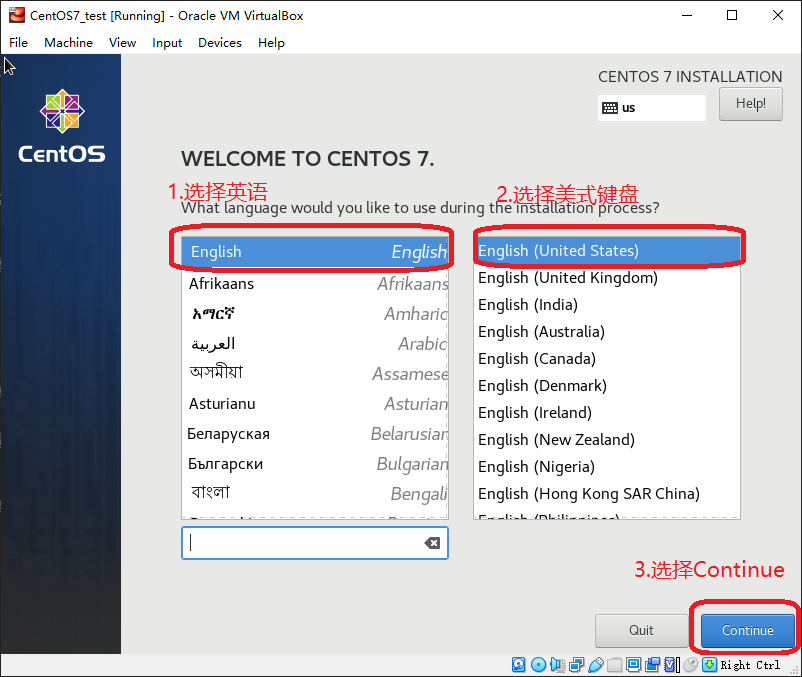 CentOS7_test [Running] - Oracle VM VirtualBox
File Machine View Input Devices Help
CentOS
CENTOS 7 INSTALLATION
us
Help!
WELCOME TO CENTOS 7.
1.选择英语
2.选择美式键盘
What language would you like to use during the installation process?
English English
Afrikaans Afrikaans
አማርኛ Amharic
العربية Arabic
অসমীয়া Assamese
Asturianu Asturian
Беларуская Belarusian
Български Bulgarian
বাংলা Bengali
English (United States)
English (United Kingdom)
English (India)
English (Australia)
English (Canada)
English (Denmark)
English (Ireland)
English (New Zealand)
English (Nigeria)
English (Hong Kong SAR China)
English (Philippines)
3.选择Continue
Quit
Continue
Right Ctrl